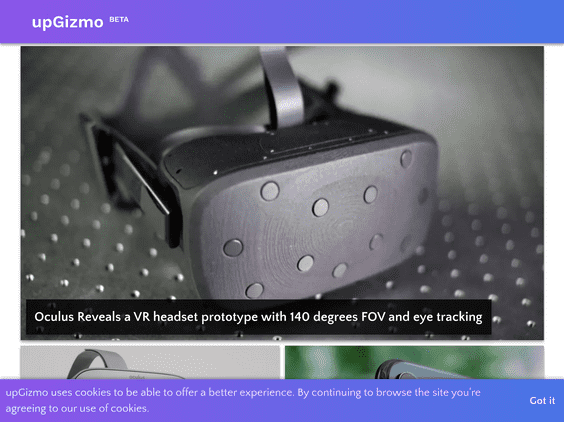 upGizmo BETA
Oculus Reveals a VR headset prototype with 140 degrees FOV and eye tracking
upGizmo uses cookies to be able to offer a better experience. By continuing to browse the site you're
agreeing to our use of cookies.
Got it